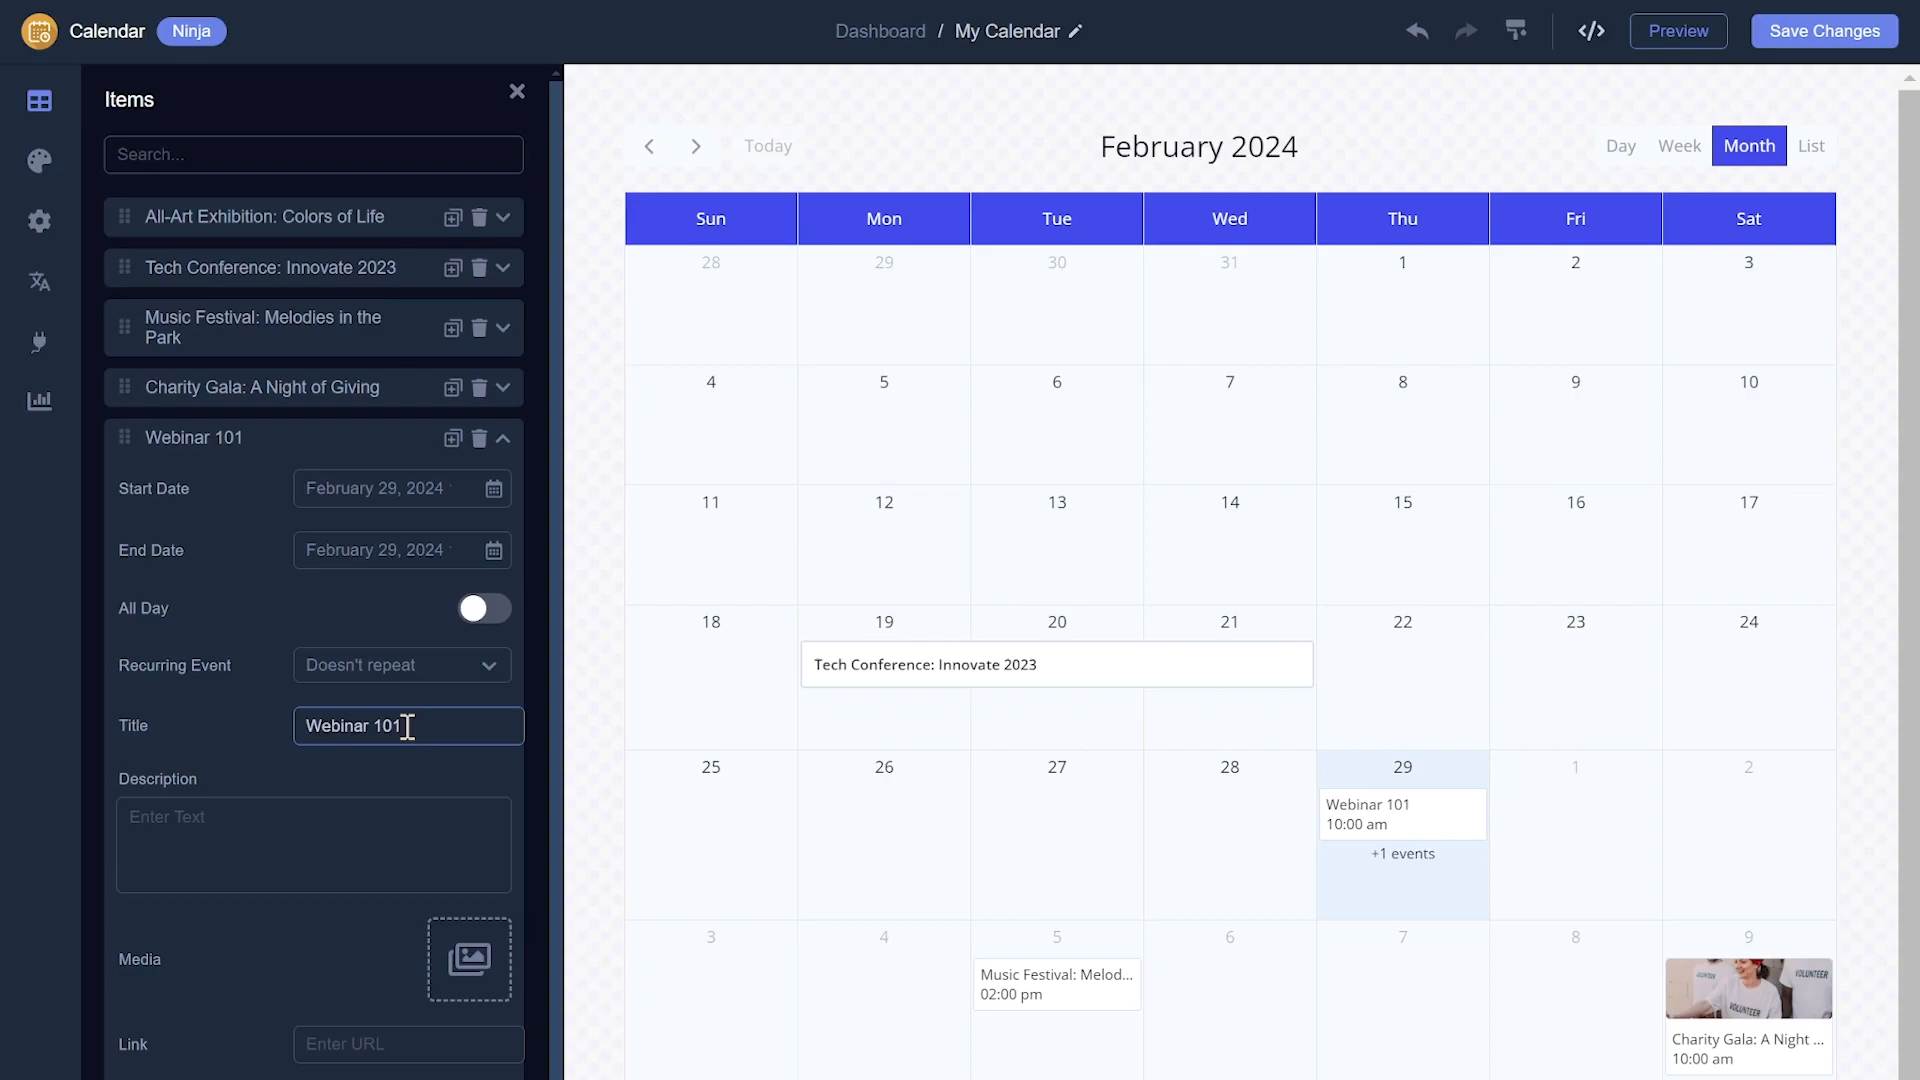 Calendar
Ninja
Dashboard / My Calendar
Preview
Save Changes
Items
Search...
All-Art Exhibition: Colors of Life
Tech Conference: Innovate 2023
Music Festival: Melodies in the
Park
Charity Gala: A Night of Giving
Webinar 101
Start Date
February 29, 2024
End Date
February 29, 2024
All Day
Recurring Event
Doesn't repeat
Title
Webinar 101
Description
Enter Text
Media
Link
Enter URL
Today
February 2024
Day Week Month List
Sun Mon Tue Wed Thu Fri Sat
28 29 30 31 1 2 3
4 5 6 7 8 9 10
11 12 13 14 15 16 17
18 19 20 21 22 23 24
Tech Conference: Innovate 2023
25 26 27 28 29 1 2
Webinar 101
10:00 am
+1 events
3 4 5 6 7 8 9
Music Festival: Melod...
02:00 pm
VOLUNTEER
VOLUNTEER
Charity Gala: A Night ...
10:00 am